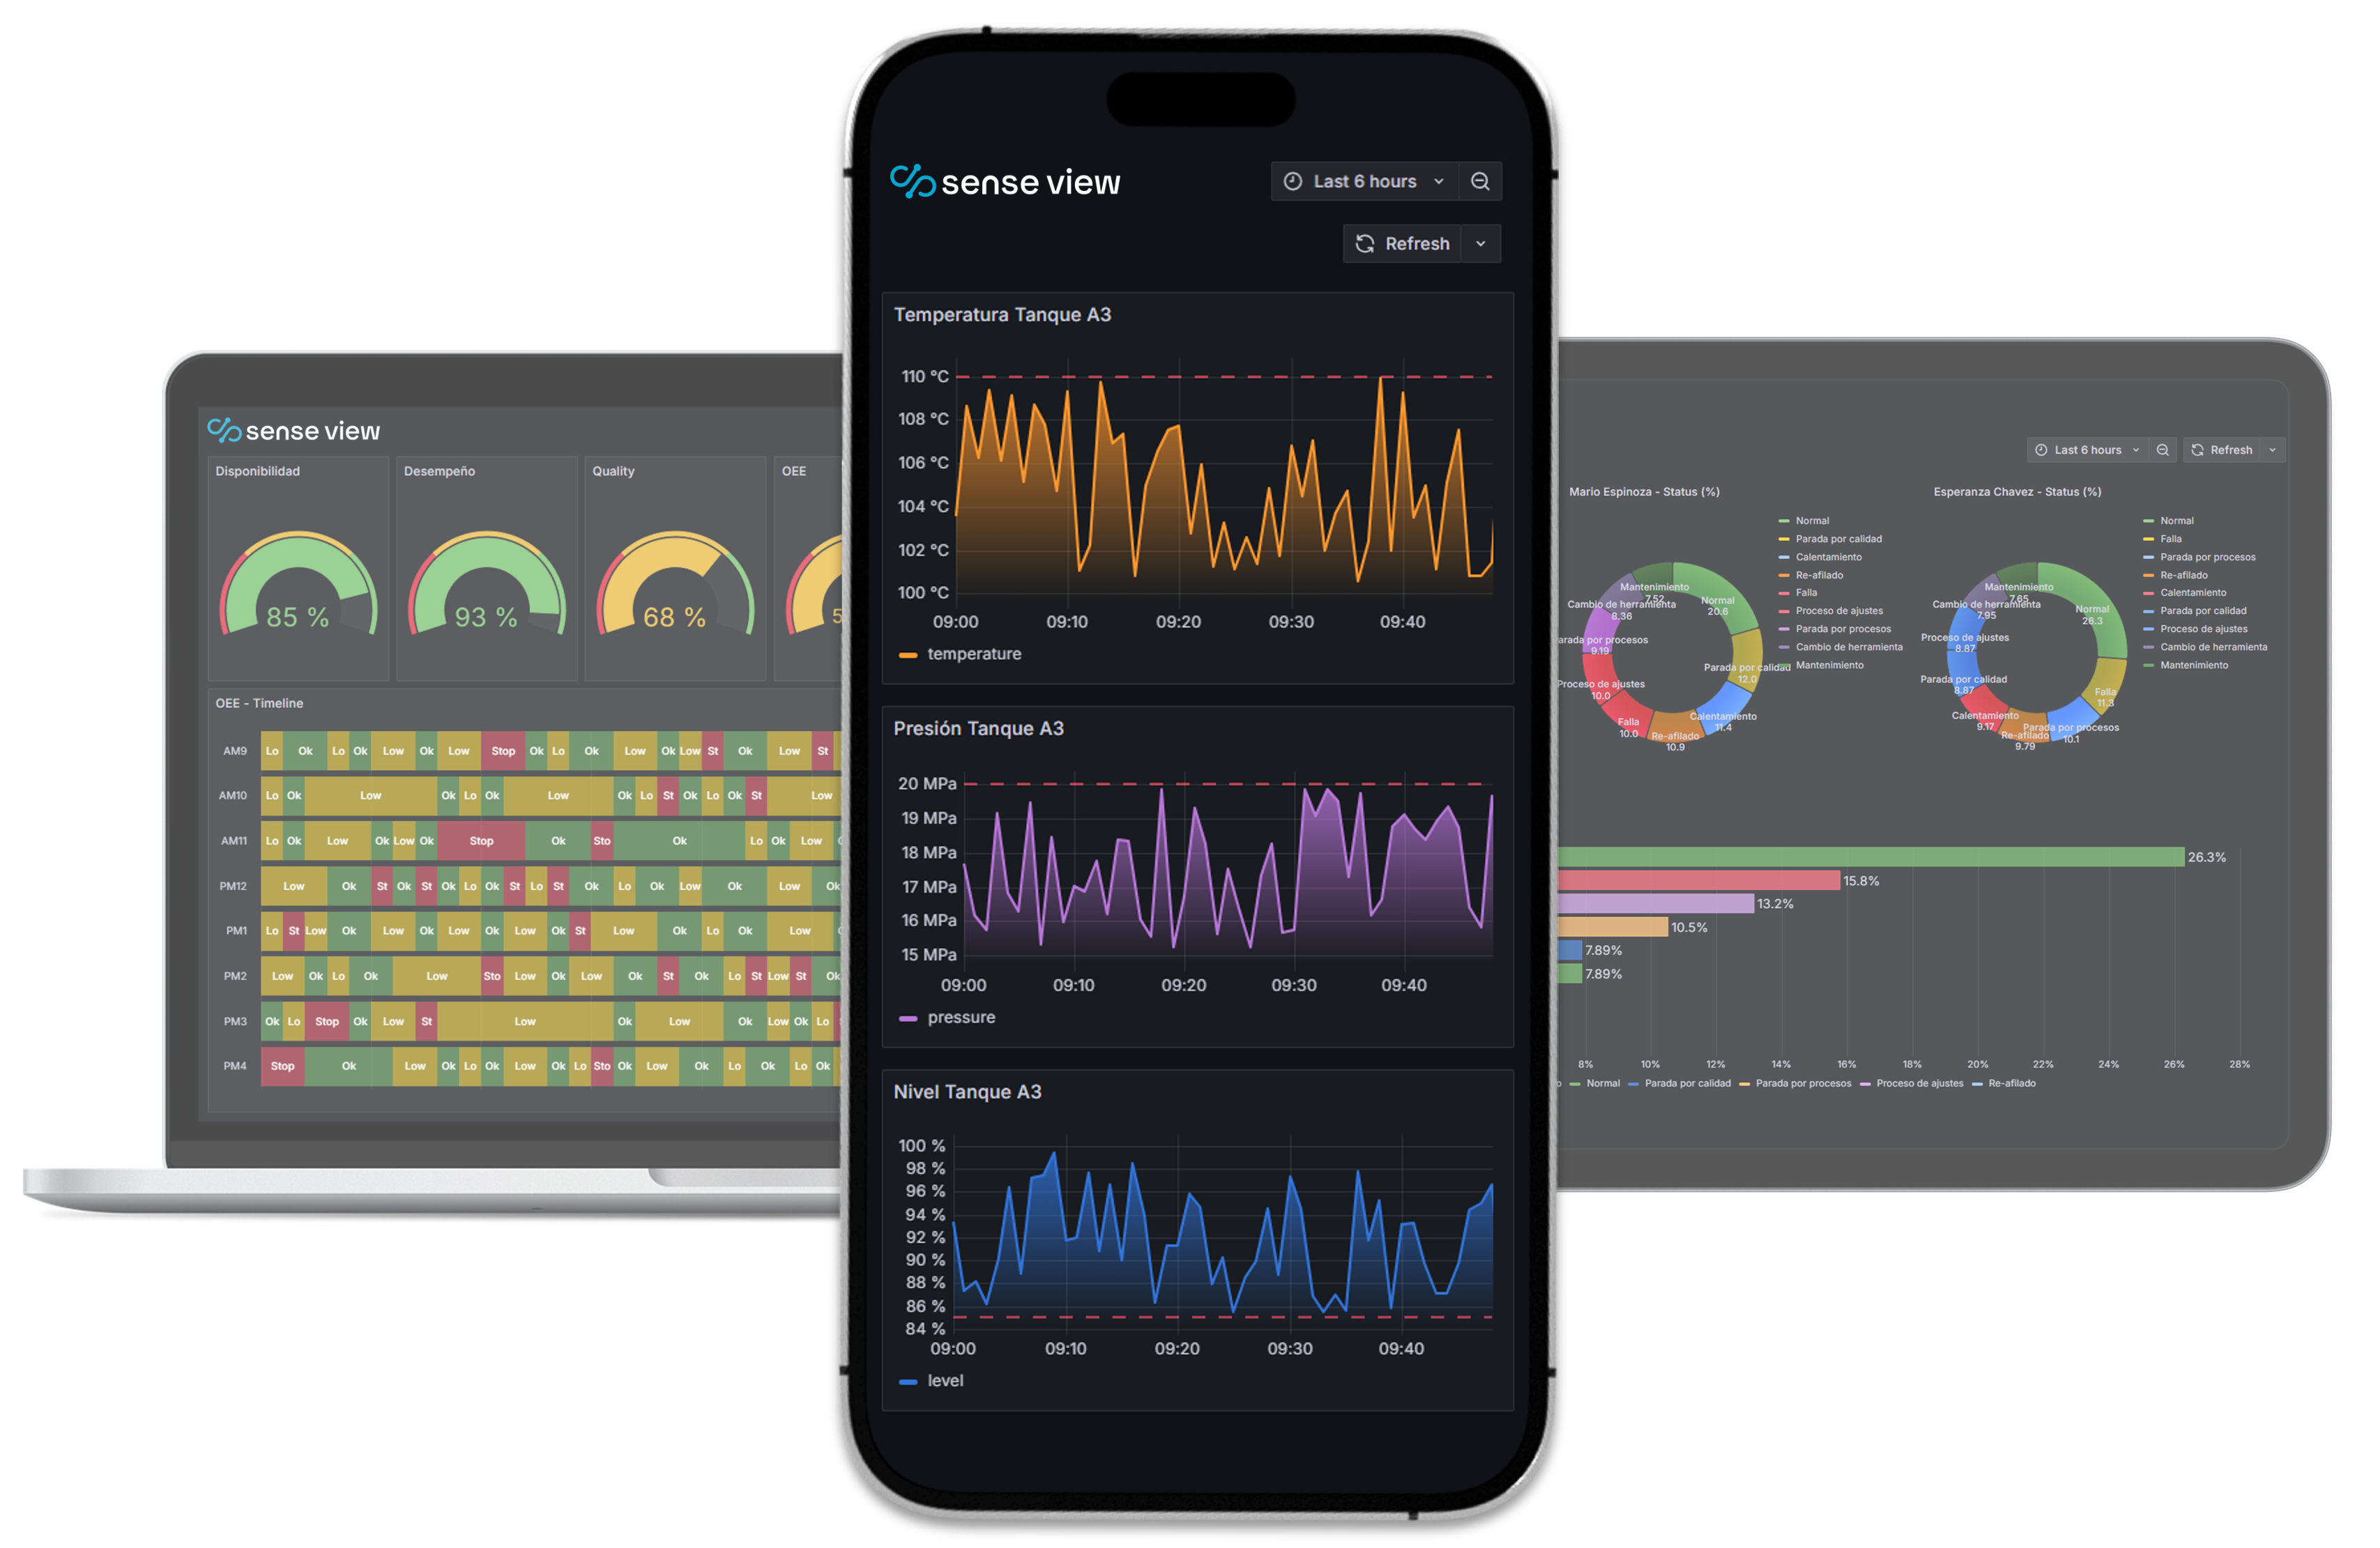 sense view
Last 6 hours
Refresh
Temperatura Tanque A3
110 °C
108 °C
106 °C
104 °C
102 °C
100 °C
09:00 09:10 09:20 09:30 09:40
temperature
Presión Tanque A3
20 MPa
19 MPa
18 MPa
17 MPa
16 MPa
15 MPa
09:00 09:10 09:20 09:30 09:40
pressure
Nivel Tanque A3
100 %
98 %
96 %
94 %
92 %
90 %
88 %
86 %
84 %
09:00 09:10 09:20 09:30 09:40
level
sense view
Disponibilidad Desempeño Quality OEE
85 % 93 % 68 % 5
OEE - Timeline
AM9 Lo Ok Lo Ok Low Ok Low Stop Ok Lo Ok Low Ok Low St Ok Low St
AM10 Lo Ok Low Ok Lo Ok Low Ok Lo St Ok Lo Ok St Low
AM11 Lo Ok Low Ok Low Ok Stop Ok Sto Ok Lo Ok Low
PM12 Low Ok St Ok St Ok Lo Ok St Lo St Ok Lo Ok Low Ok Low Ok
PM1 Lo St Low Ok Low Ok Low Ok Low Ok St Low Ok Lo Ok Low
PM2 Low Ok Lo Ok Low Sto Low Ok Low Ok St Ok Lo St Low St Ok
PM3 Ok Lo Stop Ok Low St Low Ok Low Ok Low Ok Lo
PM4 Stop Ok Low Ok Lo Ok Low Ok Lo Sto Ok Low Ok Lo Ok Lo Ok
Last 6 hours Refresh
Mario Espinoza - Status (%)
Normal
Parada por calidad
Calentamiento
Re-afilado
Falla
Proceso de ajustes
Parada por procesos
Cambio de herramienta
Mantenimiento
Mantenimiento
7.52
Normal
20.6
Cambio de herramienta
8.36
arada por procesos
9.19
Parada por calidad
12.0
Proceso de ajustes
10.0
Calentamiento
11.4
Falla
10.0
Re-afilado
10.9
Esperanza Chavez - Status (%)
Normal
Falla
Parada por procesos
Re-afilado
Calentamiento
Parada por calidad
Proceso de ajustes
Cambio de herramienta
Mantenimiento
Mantenimiento
7.65
Normal
26.3
Cambio de herramienta
7.95
Proceso de ajustes
8.87
Parada por calidad
8.87
Falla
11.3
Calentamiento
9.17
Parada por procesos
10.1
Re-afilado
9.79
26.3%
15.8%
13.2%
10.5%
7.89%
7.89%
8% 10% 12% 14% 16% 18% 20% 22% 24% 26% 28%
o Normal Parada por calidad Parada por procesos Proceso de ajustes Re-afilado